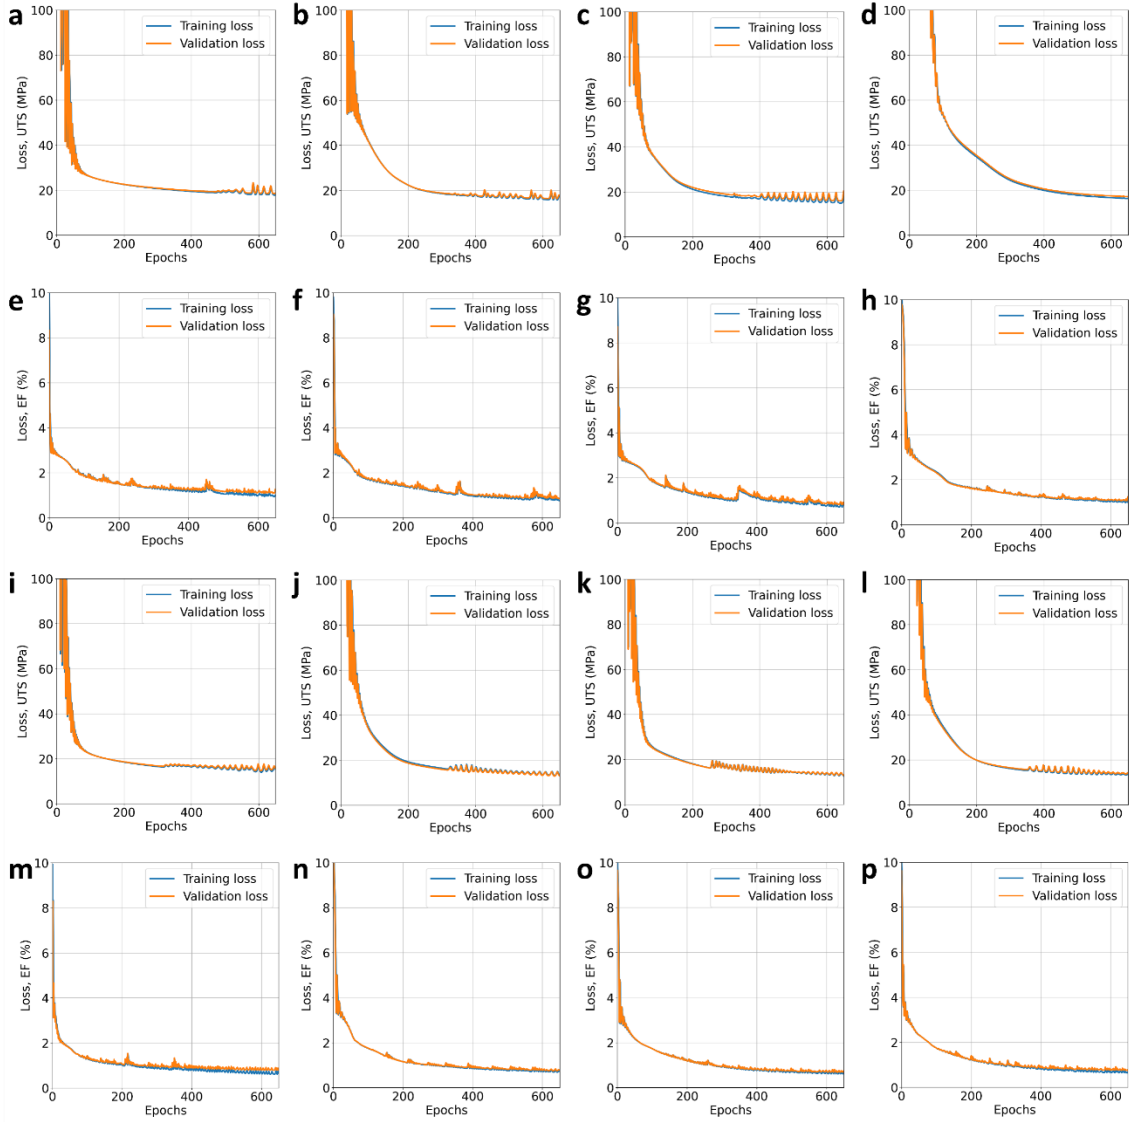 a
Loss, UTS (MPa)
100
80
60
40
20
0
Training loss
Validation loss
0 200 400 600
Epochs
b
Loss, UTS (MPa)
100
80
60
40
20
0
Training loss
Validation loss
0 200 400 600
Epochs
c
Loss, UTS (MPa)
100
80
60
40
20
0
Training loss
Validation loss
0 200 400 600
Epochs
d
Loss, UTS (MPa)
100
80
60
40
20
0
Training loss
Validation loss
0 200 400 600
Epochs
e
Loss, EF (%)
10
8
6
4
2
0
Training loss
Validation loss
0 200 400 600
Epochs
f
Loss, EF (%)
10
8
6
4
2
0
Training loss
Validation loss
0 200 400 600
Epochs
g
Loss, EF (%)
10
8
6
4
2
0
Training loss
Validation loss
0 200 400 600
Epochs
h
Loss, EF (%)
10
8
6
4
2
0
Training loss
Validation loss
0 200 400 600
Epochs
i
Loss, UTS (MPa)
100
80
60
40
20
0
Training loss
Validation loss
0 200 400 600
Epochs
j
Loss, UTS (MPa)
100
80
60
40
20
0
Training loss
Validation loss
0 200 400 600
Epochs
k
Loss, UTS (MPa)
100
80
60
40
20
0
Training loss
Validation loss
0 200 400 600
Epochs
l
Loss, UTS (MPa)
100
80
60
40
20
0
Training loss
Validation loss
0 200 400 600
Epochs
m
Loss, EF (%)
10
8
6
4
2
0
Training loss
Validation loss
0 200 400 600
Epochs
n
Loss, EF (%)
10
8
6
4
2
0
Training loss
Validation loss
0 200 400 600
Epochs
o
Loss, EF (%)
10
8
6
4
2
0
Training loss
Validation loss
0 200 400 600
Epochs
p
Loss, EF (%)
10
8
6
4
2
0
Training loss
Validation loss
0 200 400 600
Epochs